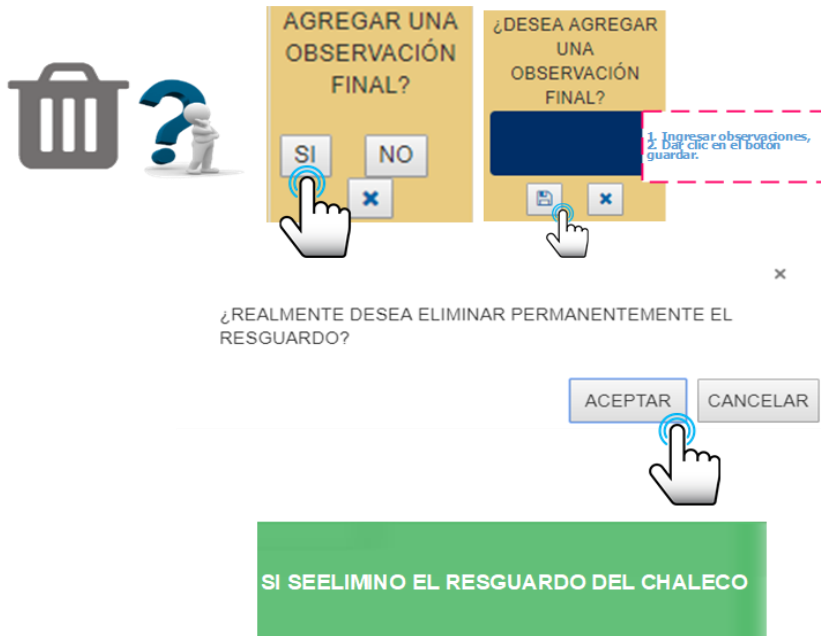 AGREGAR UNA
OBSERVACIÓN
FINAL?
SI
NO
¿DESEA AGREGAR
UNA
OBSERVACIÓN
FINAL?
1. Ingresar observaciones,
2. Dar clic en el botón
guardar.
¿REALMENTE DESEA ELIMINAR PERMANENTEMENTE EL
RESGUARDO?
ACEPTAR
CANCELAR
SI SEELIMINO EL RESGUARDO DEL CHALECO